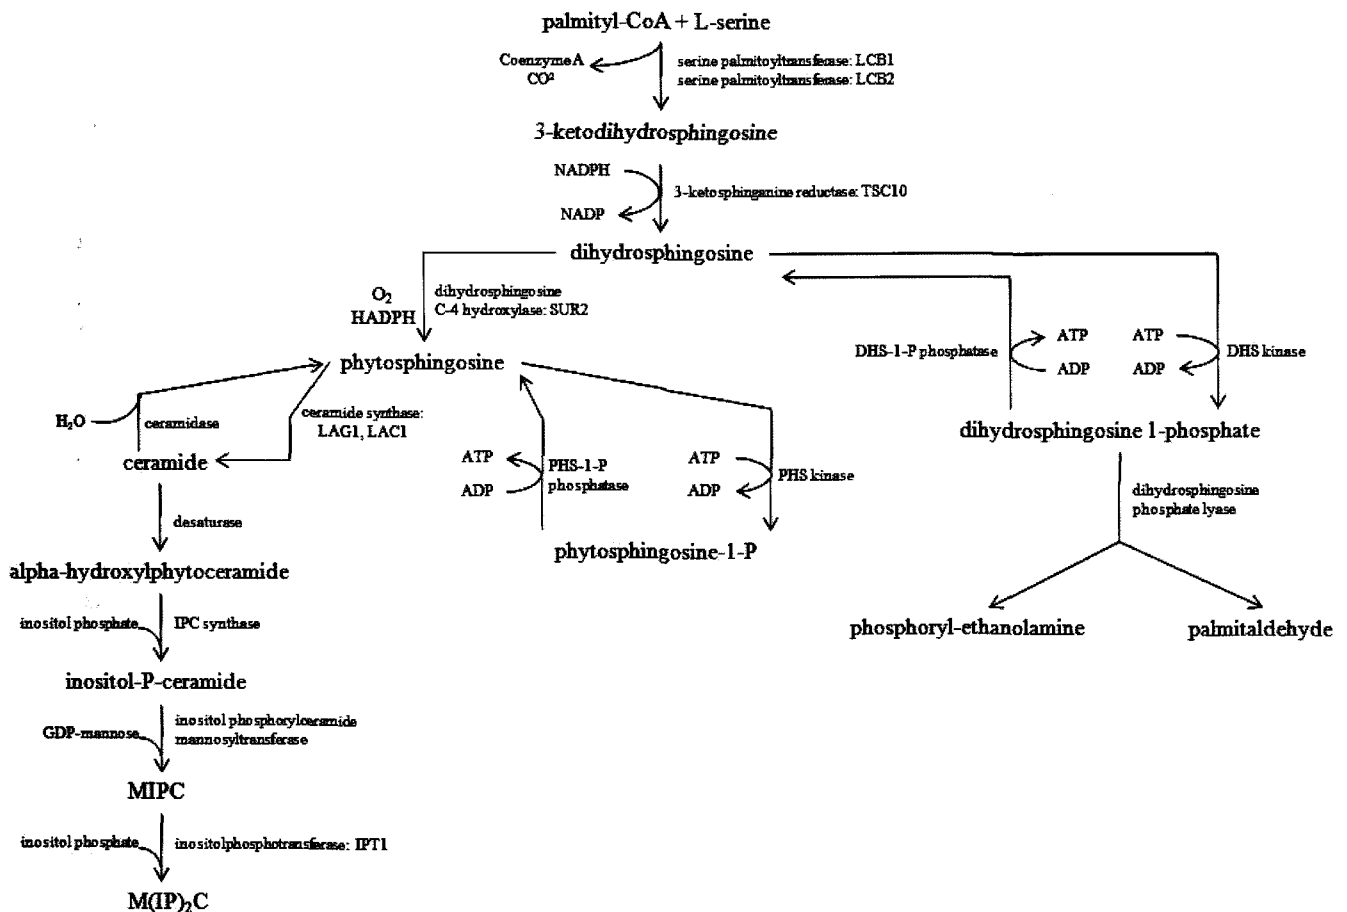 palmityl-CoA + L-serine
Coenzyme A
CO²
serine palmitoyltransferase: LCB1
serine palmitoyltransferase: LCB2
3-ketodihydrosphingosine
NADPH
3-ketosphinganine reductase: TSC10
NADP
dihydrosphingosine
O₂
HADPH
dihydrosphingosine
C-4 hydroxylase: SUR2
DHS-1-P phosphatase
ATP
ADP
ATP
ADP
DHS kinase
phytosphingosine
H₂O
ceramidase
ceramide synthase:
LAG1, LAC1
ceramide
ATP
ADP
PHS-1-P
phosphatase
ATP
ADP
PHS kinase
dihydrosphingosine 1-phosphate
dihydrosphingosine
phosphate lyase
desaturase
phytosphingosine-1-P
alpha-hydroxylphytoceramide
inositol phosphate
IPC synthase
phosphoryl-ethanolamine
palmitaldehyde
inositol-P-ceramide
GDP-mannose
inositol phosphorylceramide
mannosyltransferase
MIPC
inositol phosphate
inositolphosphotransferase: IPT1
M(IP)₂C